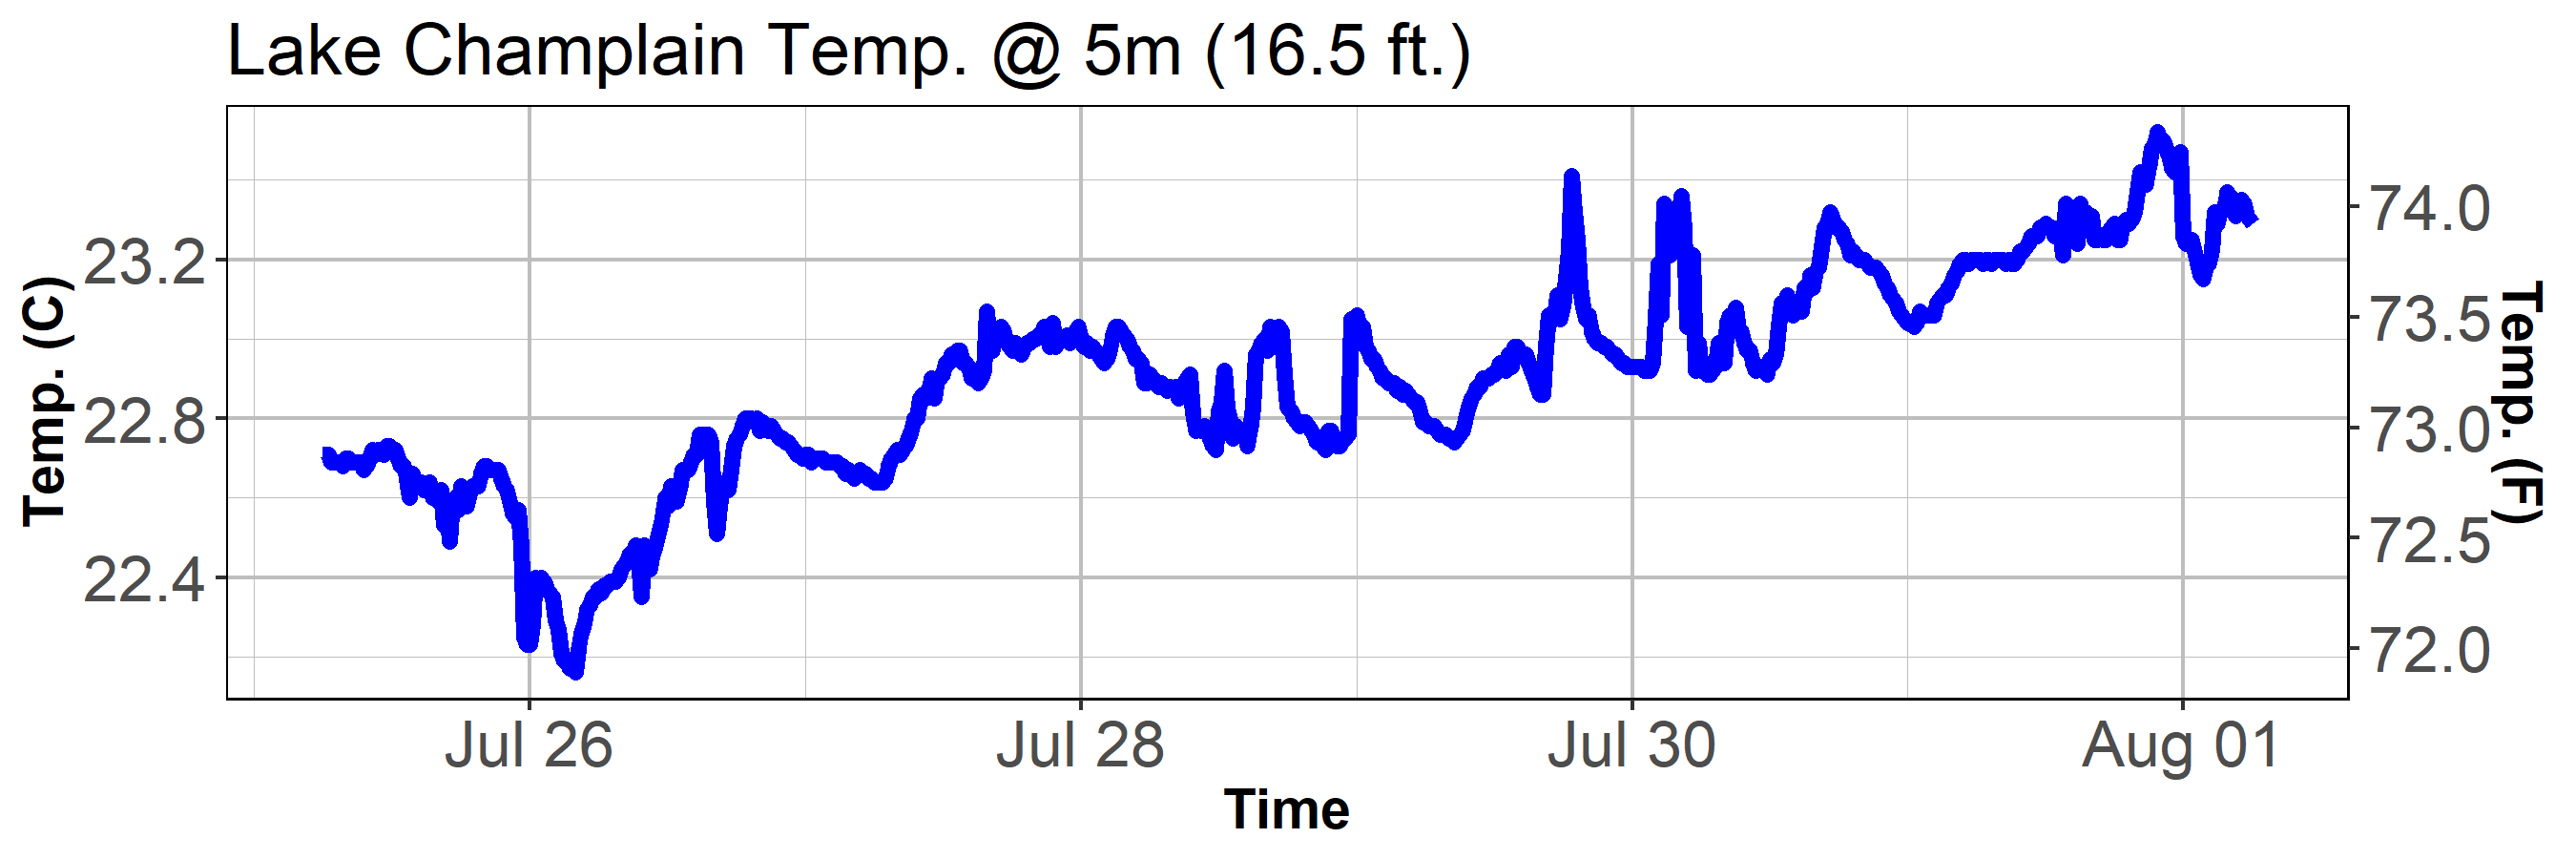 Lake Champlain Temp. @ 5m (16.5 ft.)
Temp. (C)
23.2
22.8
22.4
74.0
73.5
73.0
72.5
72.0
Temp. (F)
Jul 26
Jul 28
Jul 30
Aug 01
Time